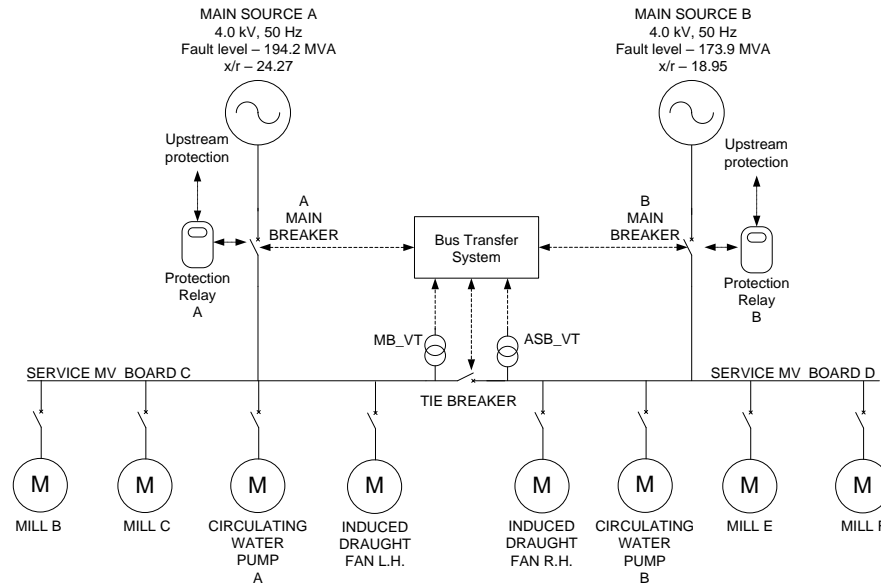 MAIN SOURCE A
4.0 kV, 50 Hz
Fault level – 194.2 MVA
x/r – 24.27
MAIN SOURCE B
4.0 kV, 50 Hz
Fault level – 173.9 MVA
x/r – 18.95
Upstream
protection
Upstream
protection
A
MAIN
BREAKER
B
MAIN
BREAKER
Bus Transfer
System
Protection
Relay
A
Protection
Relay
B
MB_VT
ASB_VT
SERVICE MV BOARD C
SERVICE MV BOARD D
TIE BREAKER
M
M
M
M
M
M
M
M
MILL B
MILL C
CIRCULATING
WATER
PUMP
A
INDUCED
DRAUGHT
FAN L.H.
INDUCED
DRAUGHT
FAN R.H.
CIRCULATING
WATER
PUMP
B
MILL E
MILL